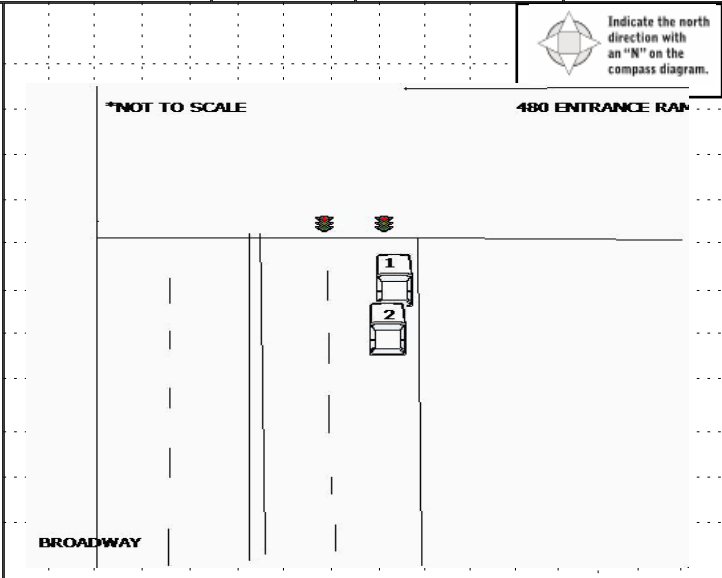 Indicate the north
direction with
an “N” on the
compass diagram.
*NOT TO SCALE
480 ENTRANCE RAM
1
2
BROADWAY